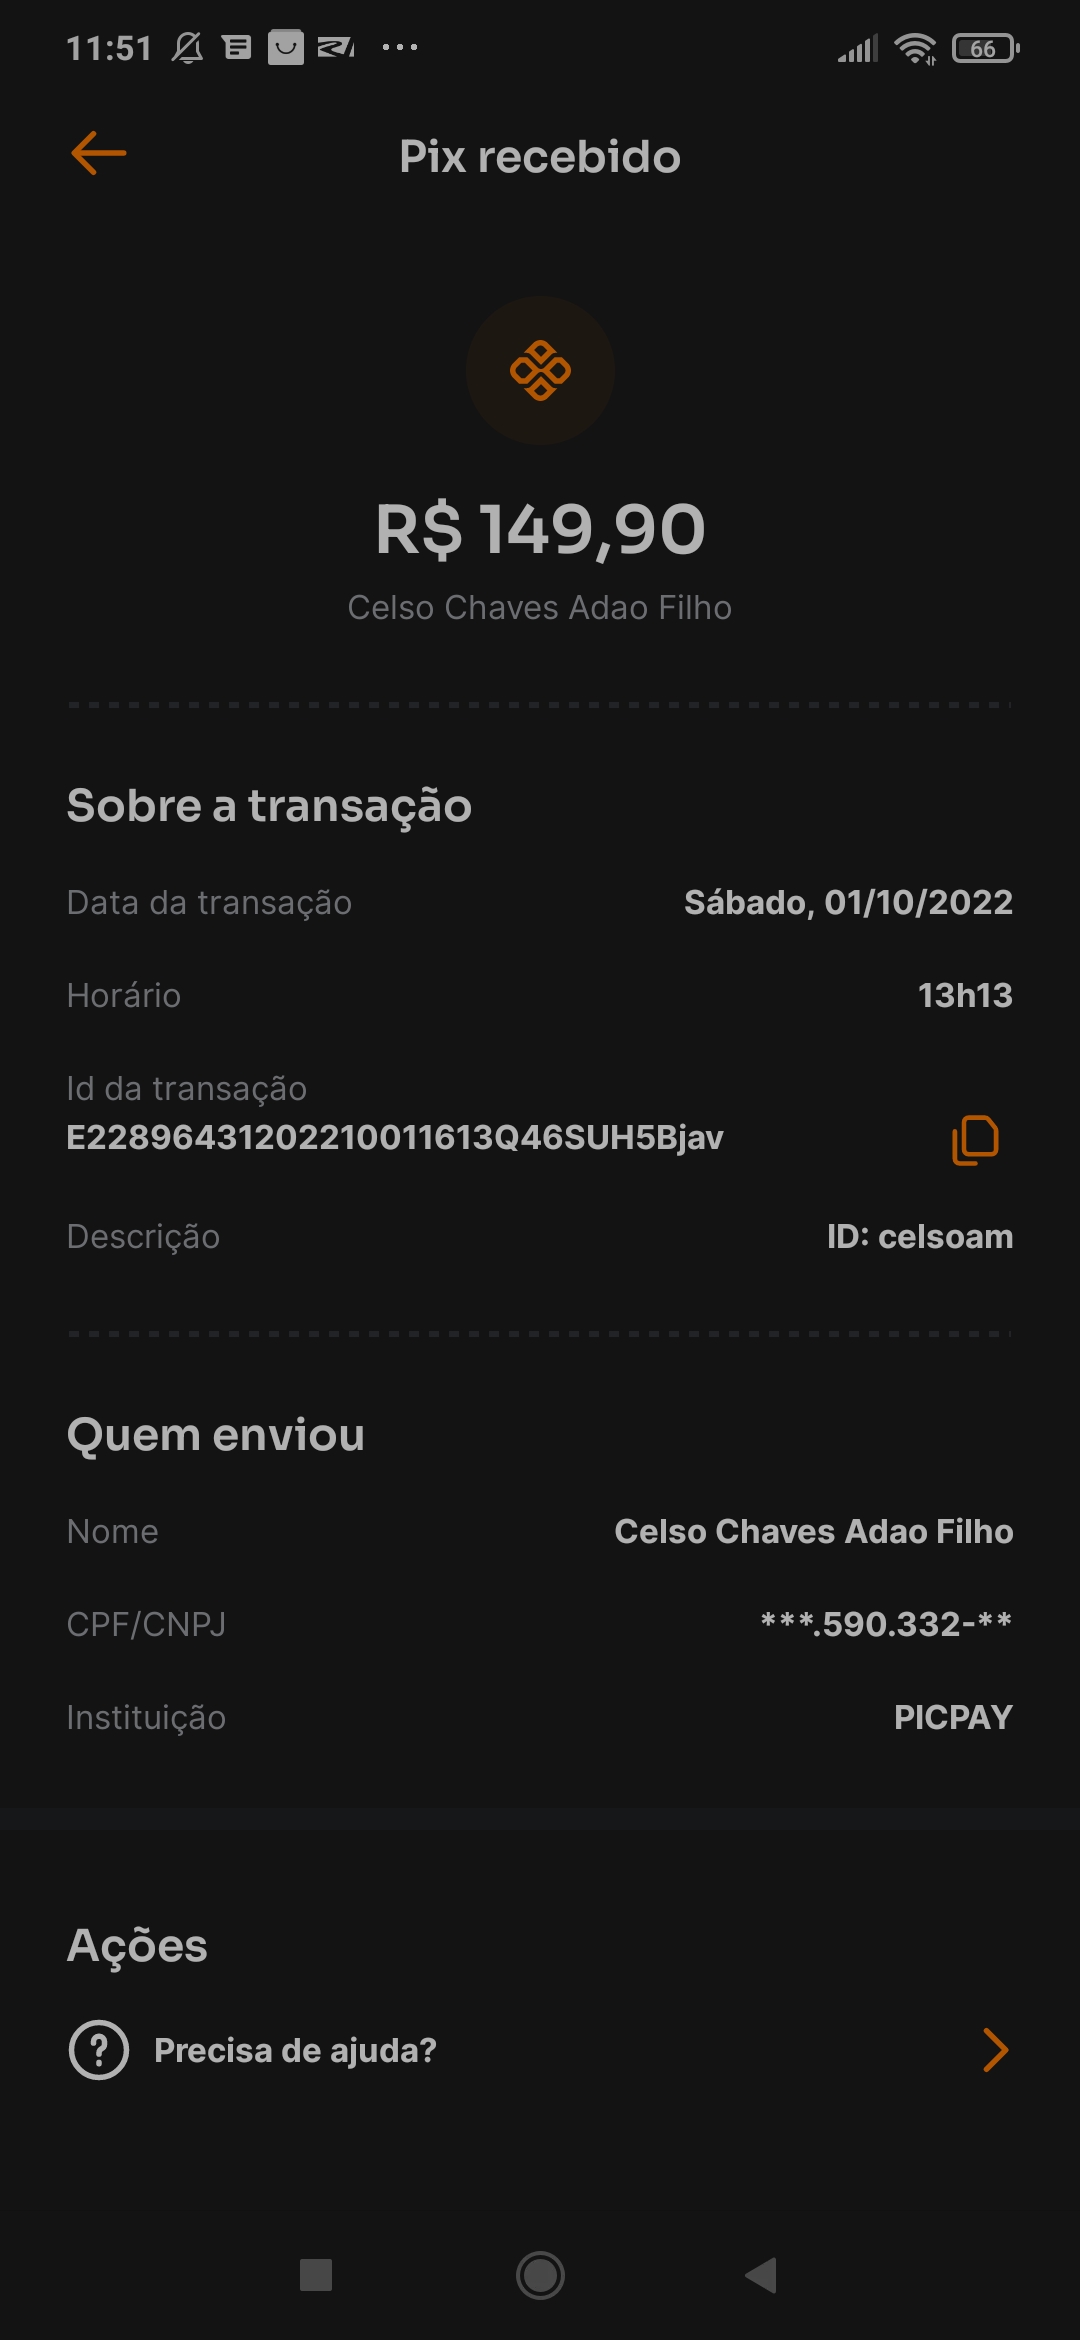 11:51
66
Pix recebido
R$ 149,90
Celso Chaves Adao Filho
Sobre a transação
Data da transação Sábado, 01/10/2022
Horário 13h13
Id da transação
E22896431202210011613Q46SUH5Bjav
Descrição ID: celsoam
Quem enviou
Nome Celso Chaves Adao Filho
CPF/CNPJ ***.590.332-**
Instituição PICPAY
Ações
Precisa de ajuda?